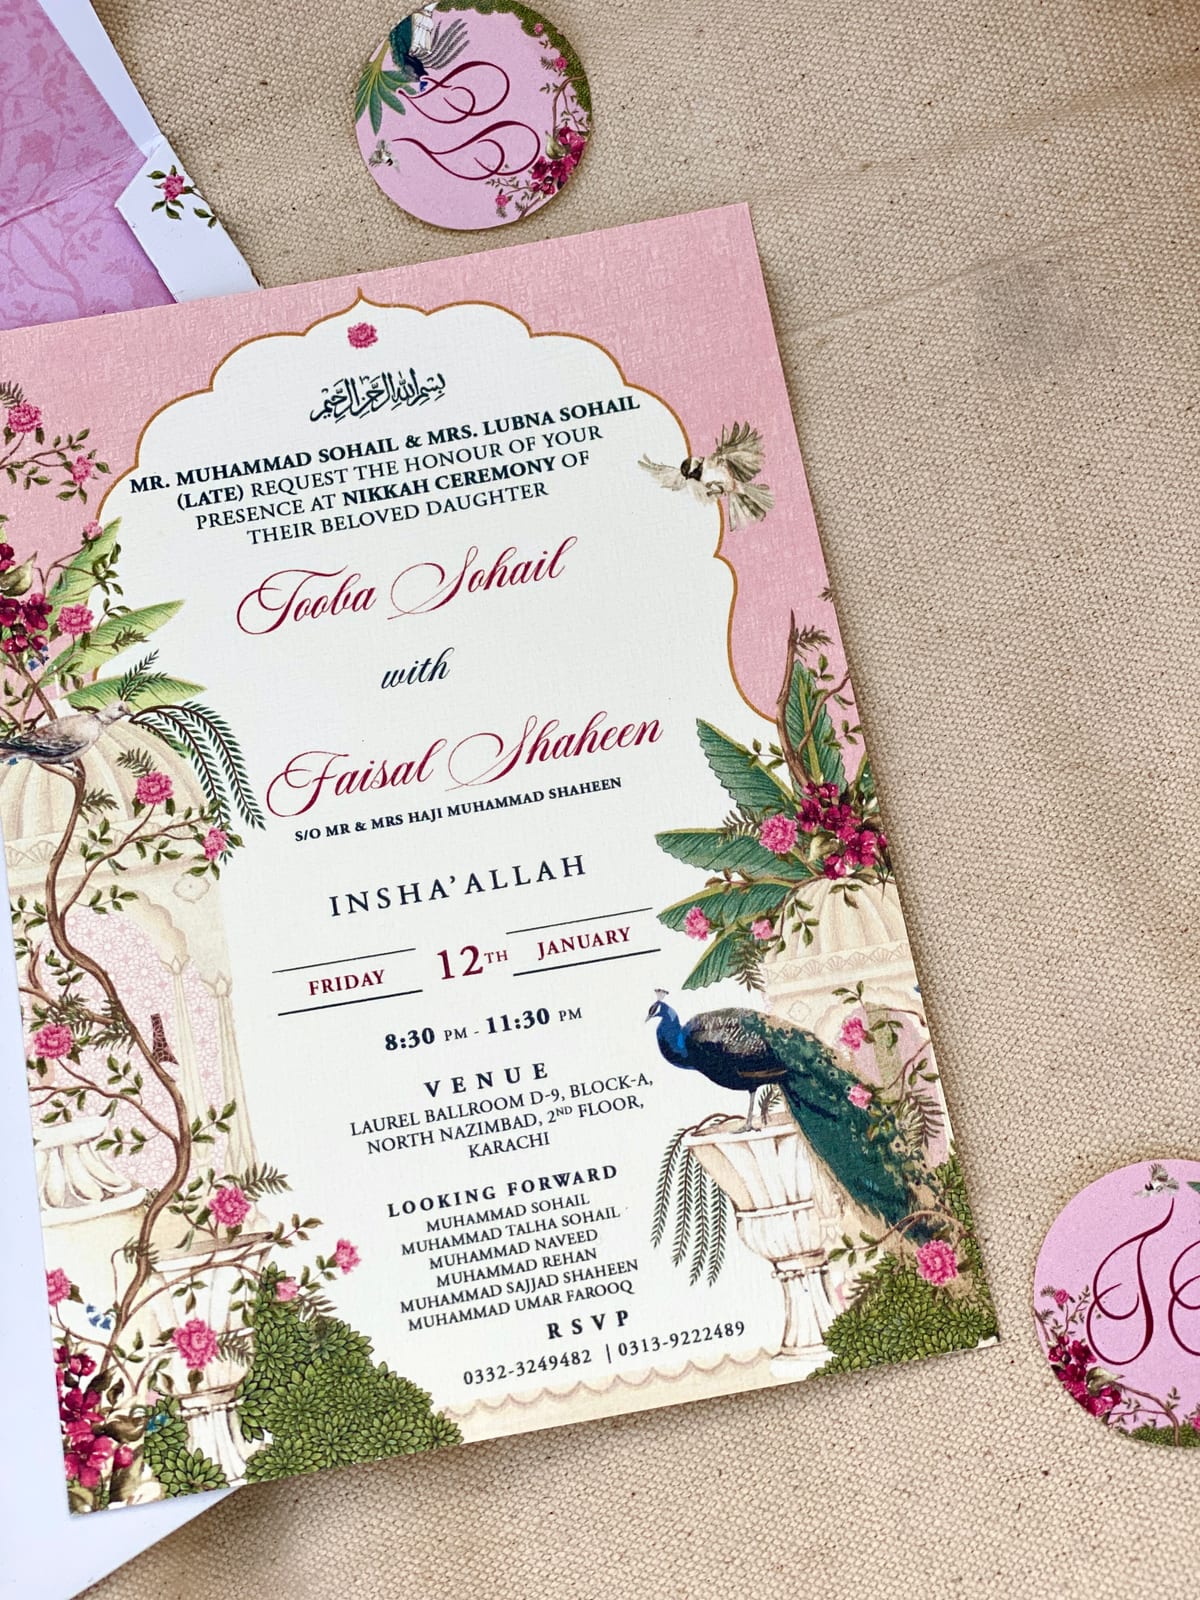 بسم الله الرحمن الرحيم
MR. MUHAMMAD SOHAIL & MRS. LUBNA SOHAIL
(LATE) REQUEST THE HONOUR OF YOUR
PRESENCE AT NIKKAH CEREMONY OF
THEIR BELOVED DAUGHTER
Tooba Sohail
with
Faisal Shaheen
S/O MR & MRS HAJI MUHAMMAD SHAHEEN
INSHA'ALLAH
FRIDAY 12TH JANUARY
8:30 PM - 11:30 PM
VENUE
LAUREL BALLROOM D-9, BLOCK-A,
NORTH NAZIMBAD, 2ND FLOOR,
KARACHI
LOOKING FORWARD
MUHAMMAD SOHAIL
MUHAMMAD TALHA SOHAIL
MUHAMMAD NAVEED
MUHAMMAD REHAN
MUHAMMAD SAJJAD SHAHEEN
MUHAMMAD UMAR FAROOQ
RSVP
0332-3249482 | 0313-9222489